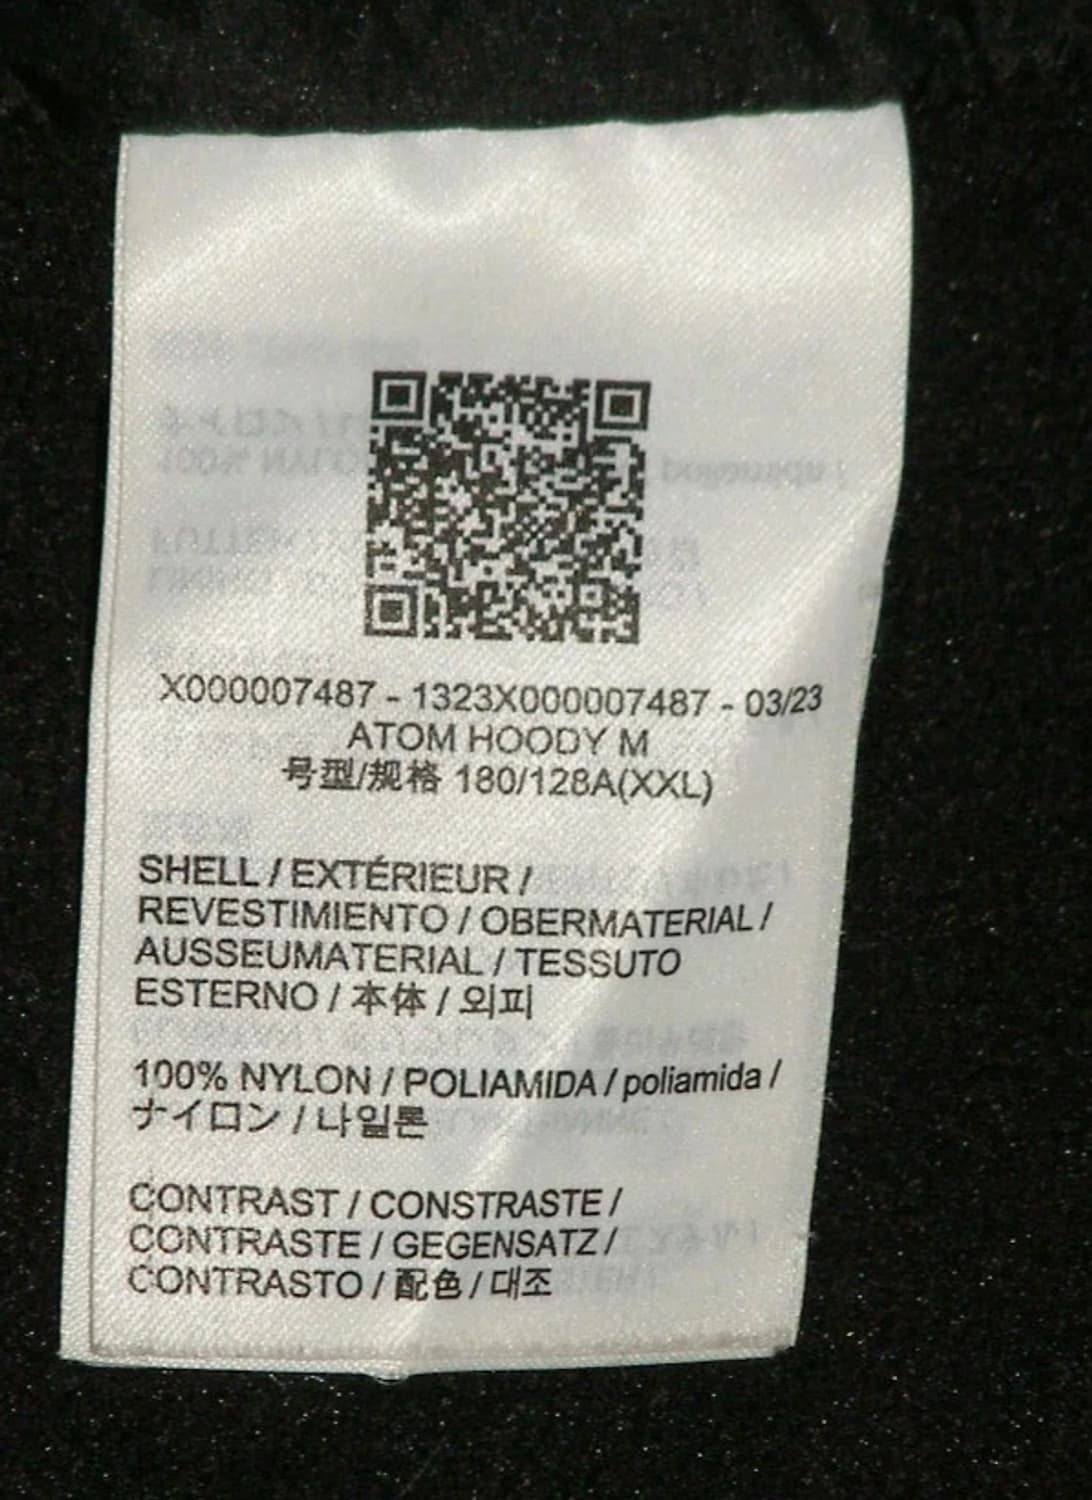 X000007487 - 1323X000007487 - 03/23
ATOM HOODY M
号型/规格 180/128A(XXL)
SHELL / EXTÉRIEUR /
REVESTIMIENTO / OBERMATERIAL /
AUSSEUMATERIAL / TESSUTO
ESTERNO / 本体 / 외피
100% NYLON / POLIAMIDA / poliamida /
ナイロン / 나일론
CONTRAST / CONSTRASTE /
CONTRASTE / GEGENSATZ /
CONTRASTO / 配色 / 대조